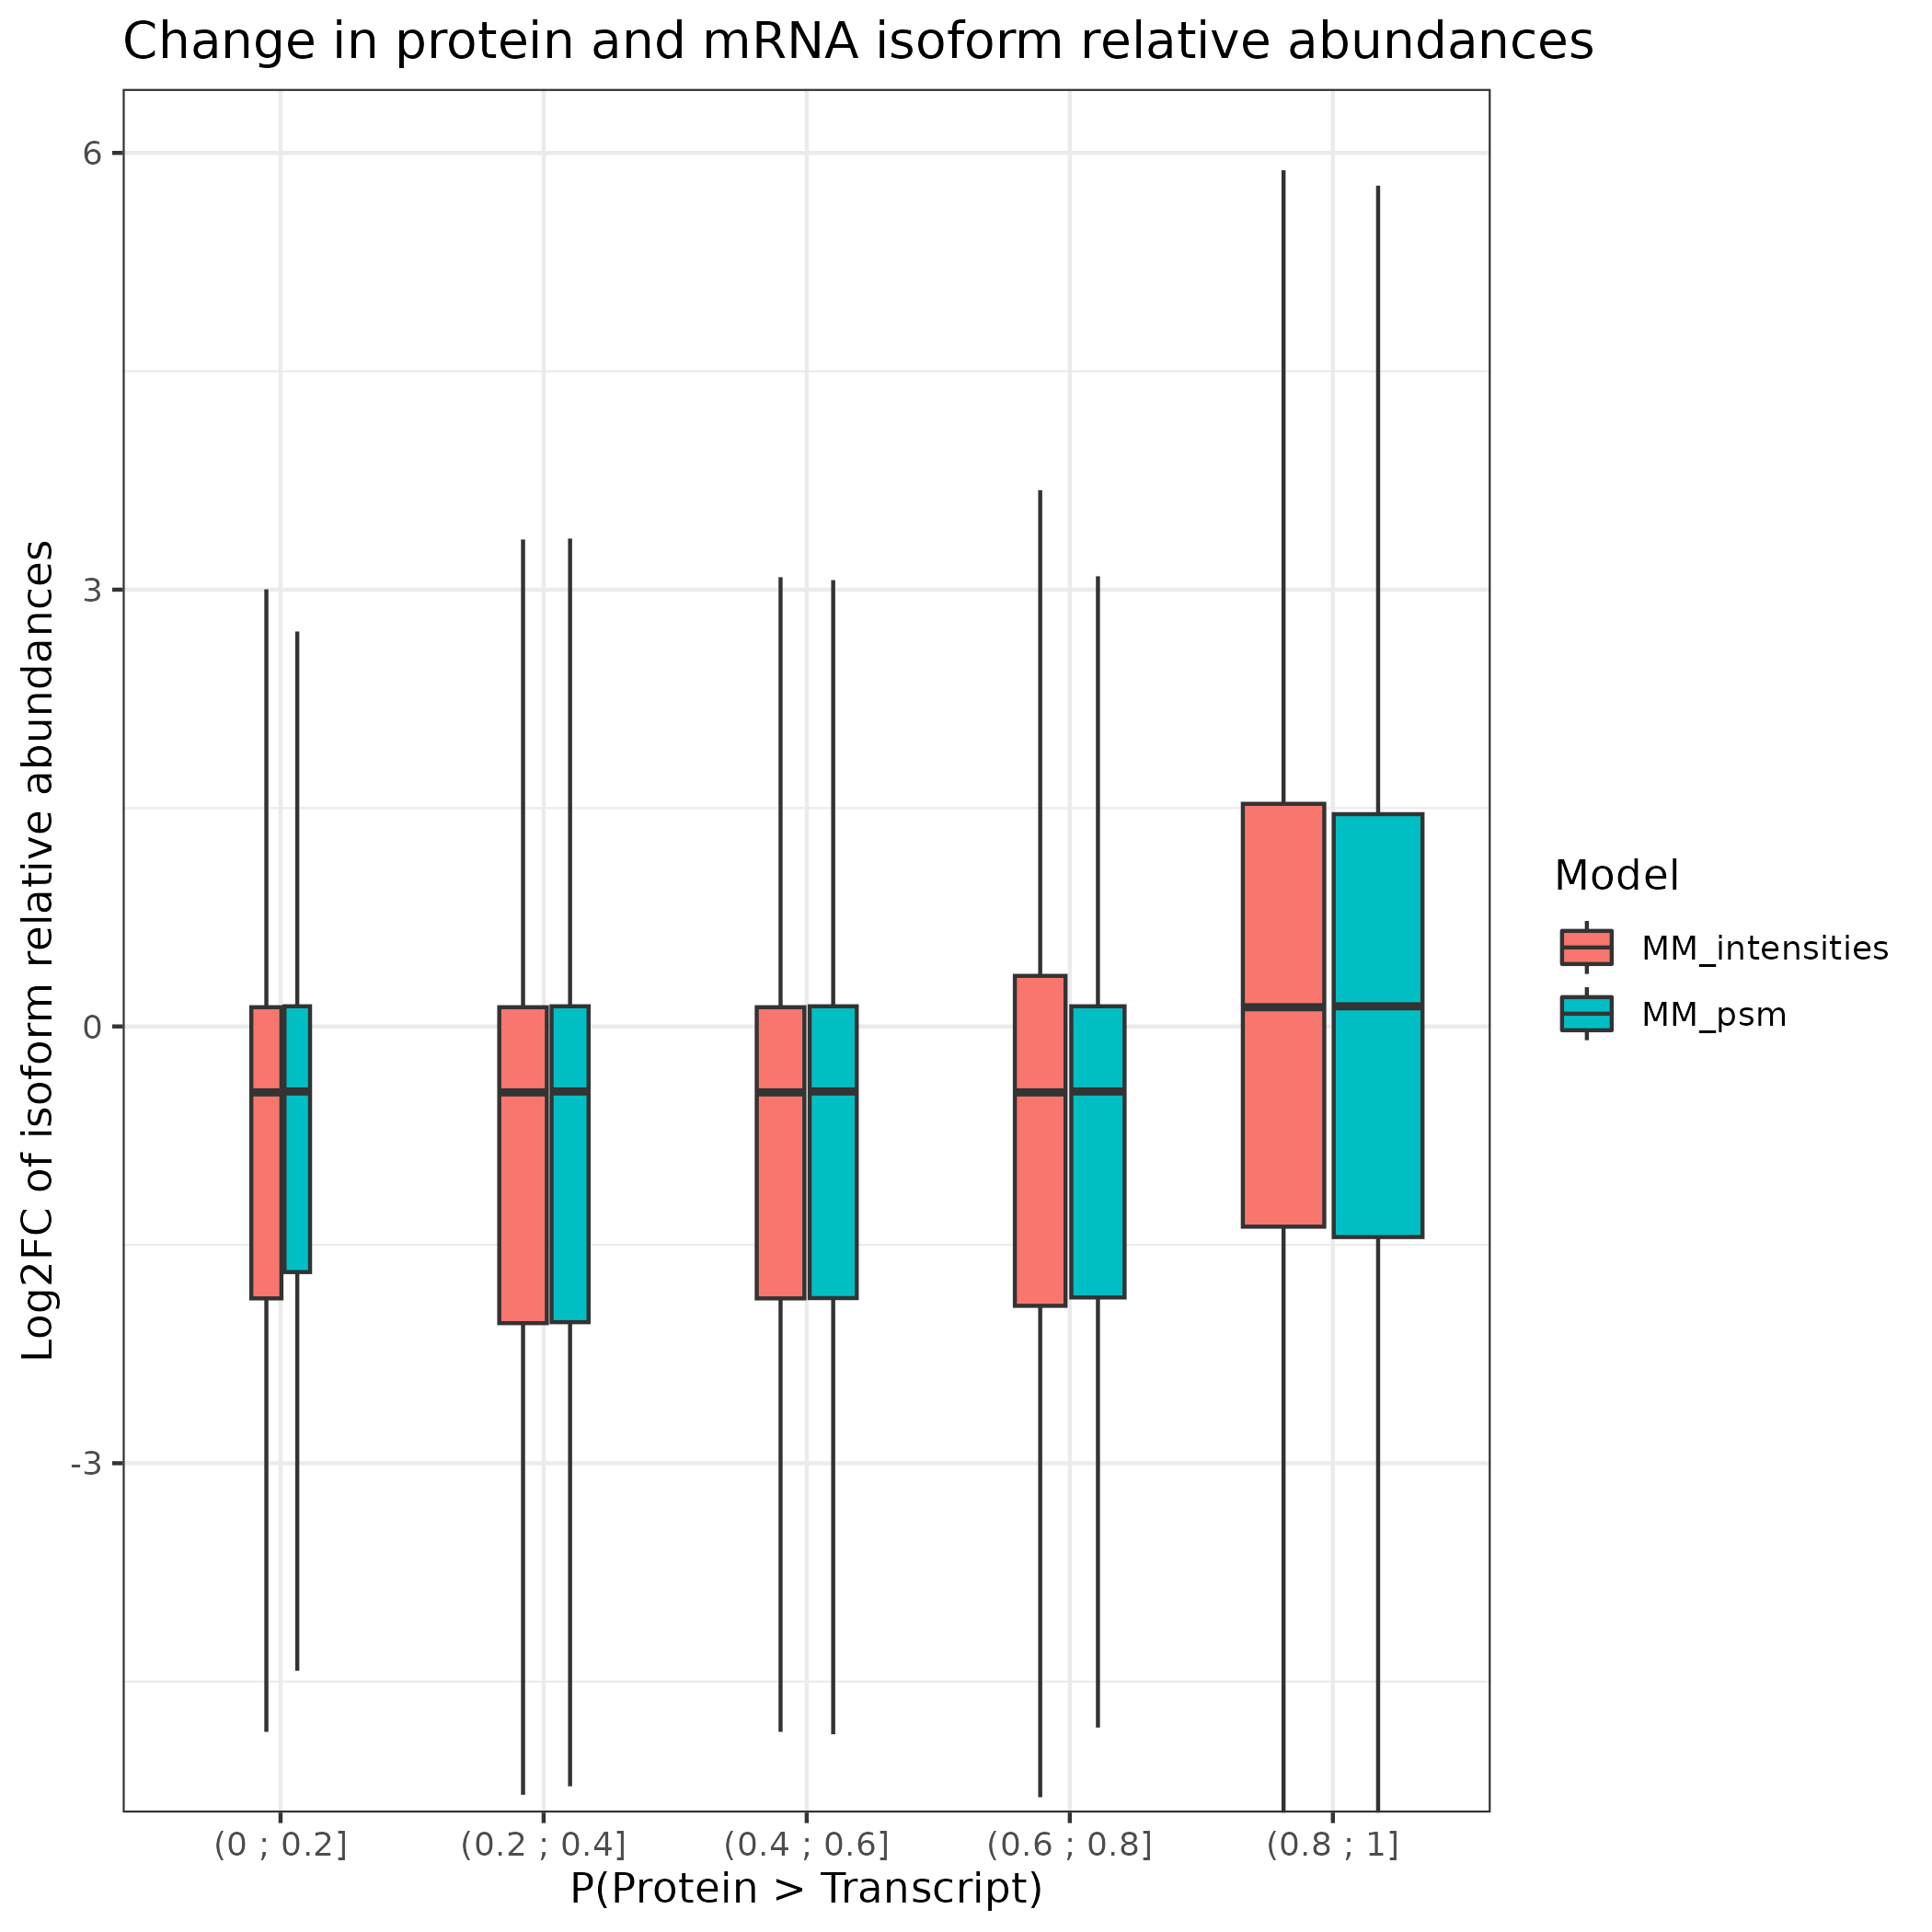 Change in protein and mRNA isoform relative abundances
Log2FC of isoform relative abundances
6
3
0
-3
(0 ; 0.2]
(0.2 ; 0.4]
(0.4 ; 0.6]
(0.6 ; 0.8]
(0.8 ; 1]
P(Protein > Transcript)
Model
MM_intensities
MM_psm